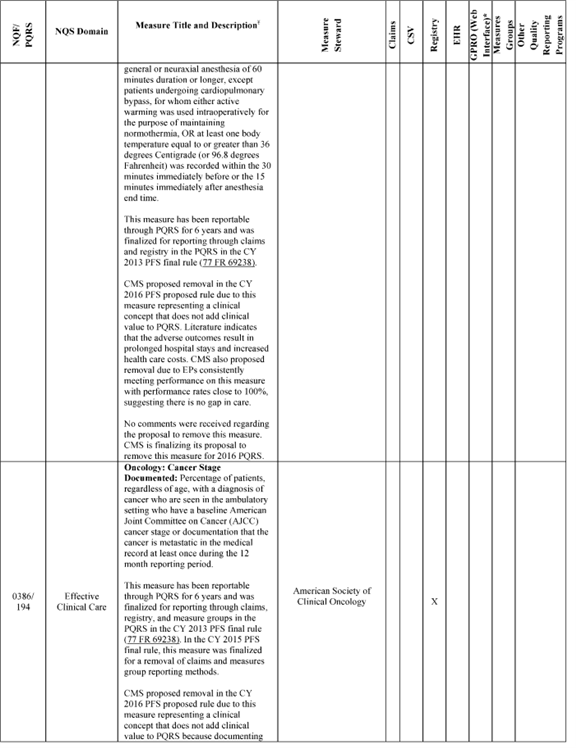 NQF/
PQRS
NQS Domain
Measure Title and Description†
Measure
Steward
Claims
CSV
Registry
EHR
GPRO (Web
Interface)*
Measures
Groups
Other
Quality
Reporting
Programs
general or neuraxial anesthesia of 60
minutes duration or longer, except
patients undergoing cardiopulmonary
bypass, for whom either active
warming was used intraoperatively for
the purpose of maintaining
normothermia, OR at least one body
temperature equal to or greater than 36
degrees Centigrade (or 96.8 degrees
Fahrenheit) was recorded within the 30
minutes immediately before or the 15
minutes immediately after anesthesia
end time.
This measure has been reportable
through PQRS for 6 years and was
finalized for reporting through claims
and registry in the PQRS in the CY
2013 PFS final rule (77 FR 69238).
CMS proposed removal in the CY
2016 PFS proposed rule due to this
measure representing a clinical
concept that does not add clinical
value to PQRS. Literature indicates
that the adverse outcomes result in
prolonged hospital stays and increased
health care costs. CMS also proposed
removal due to EPs consistently
meeting performance on this measure
with performance rates close to 100%,
suggesting there is no gap in care.
No comments were received regarding
the proposal to remove this measure.
CMS is finalizing its proposal to
remove this measure for 2016 PQRS.
0386/
194
Effective
Clinical Care
Oncology: Cancer Stage
Documented: Percentage of patients,
regardless of age, with a diagnosis of
cancer who are seen in the ambulatory
setting who have a baseline American
Joint Committee on Cancer (AJCC)
cancer stage or documentation that the
cancer is metastatic in the medical
record at least once during the 12
month reporting period.
This measure has been reportable
through PQRS for 6 years and was
finalized for reporting through claims,
registry, and measure groups in the
PQRS in the CY 2013 PFS final rule
(77 FR 69238). In the CY 2015 PFS
final rule, this measure was finalized
for a removal of claims and measures
group reporting methods.
CMS proposed removal in the CY
2016 PFS proposed rule due to this
measure representing a clinical
concept that does not add clinical
value to PQRS because documenting
American Society of
Clinical Oncology
X